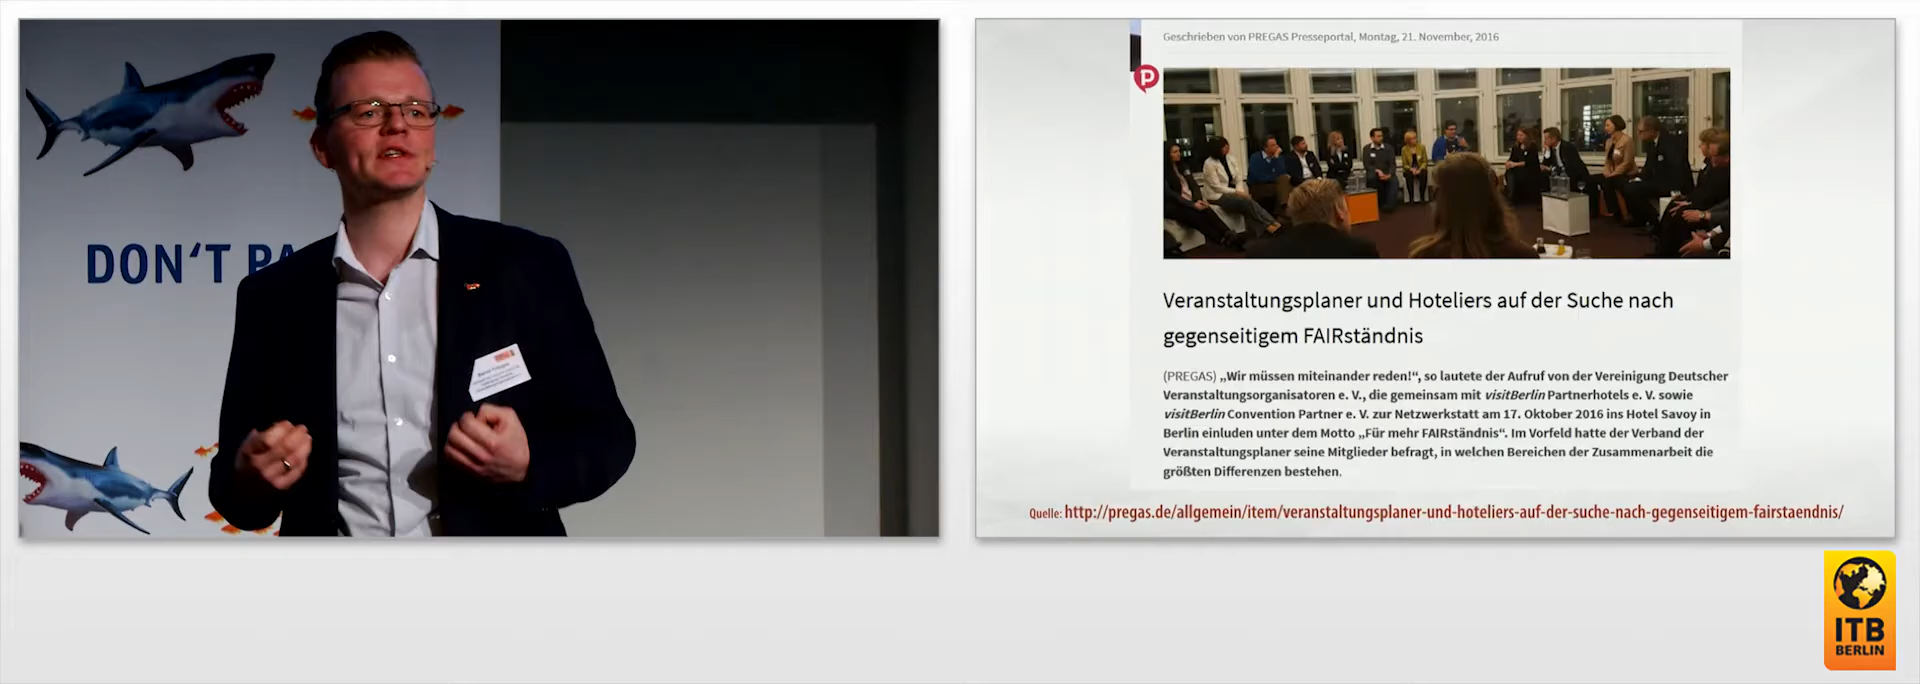 DON'T PA
Geschrieben von PREGAS Presseportal, Montag, 21. November, 2016
Veranstaltungsplaner und Hoteliers auf der Suche nach
gegenseitigem FAIRständnis
(PREGAS) „Wir müssen miteinander reden!“, so lautete der Aufruf von der Vereinigung Deutscher
Veranstaltungsorganisatoren e. V., die gemeinsam mit visitBerlin Partnerhotels e. V. sowie
visitBerlin Convention Partner e. V. zur Netzwerkstatt am 17. Oktober 2016 ins Hotel Savoy in
Berlin einluden unter dem Motto „Für mehr FAIRständnis“. Im Vorfeld hatte der Verband der
Veranstaltungsplaner seine Mitglieder befragt, in welchen Bereichen der Zusammenarbeit die
größten Differenzen bestehen.
Quelle: http://pregas.de/allgemein/item/veranstaltungsplaner-und-hoteliers-auf-der-suche-nach-gegenseitigem-fairstaendnis/
ITB
BERLIN